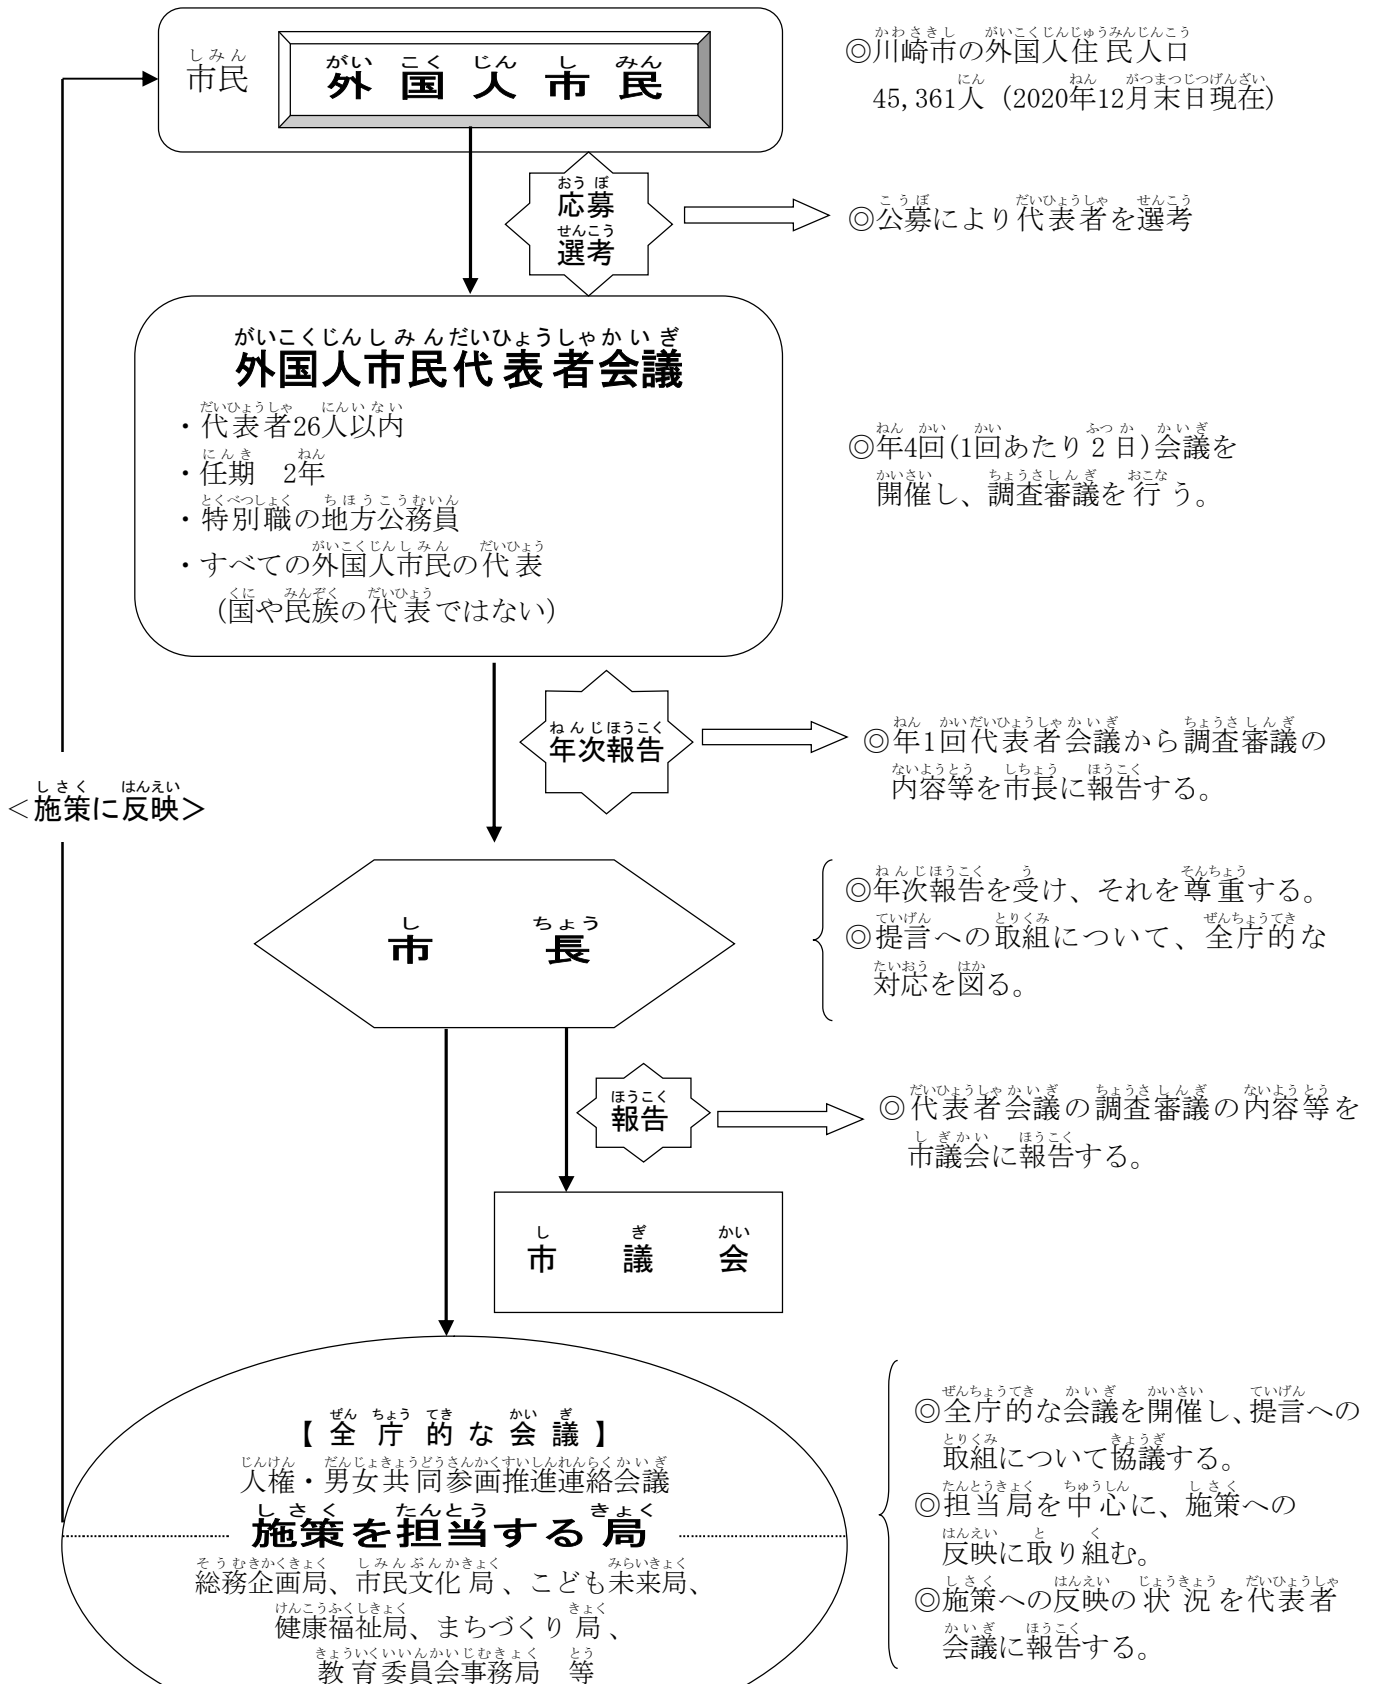 市民
外国人市民
◎川崎市の外国人住民人口
45,361人（2020年12月末日現在）
応募
選考
◎公募により代表者を選考
外国人市民代表者会議
・代表者26人以内
・任期　2年
・特別職の地方公務員
・すべての外国人市民の代表
（国や民族の代表ではない）
◎年4回(1回あたり2日)会議を
開催し、調査審議を行う。
年次報告
◎年1回代表者会議から調査審議の
内容等を市長に報告する。
＜施策に反映＞
市長
◎年次報告を受け、それを尊重する。
◎提言への取組について、全庁的な
対応を図る。
報告
◎代表者会議の調査審議の内容等を
市議会に報告する。
市議会
【全庁的な会議】
人権・男女共同参画推進連絡会議
施策を担当する局
総務企画局、市民文化局、こども未来局、
健康福祉局、まちづくり局、
教育委員会事務局　等
◎全庁的な会議を開催し、提言への
取組について協議する。
◎担当局を中心に、施策への
反映に取り組む。
◎施策への反映の状況を代表者
会議に報告する。